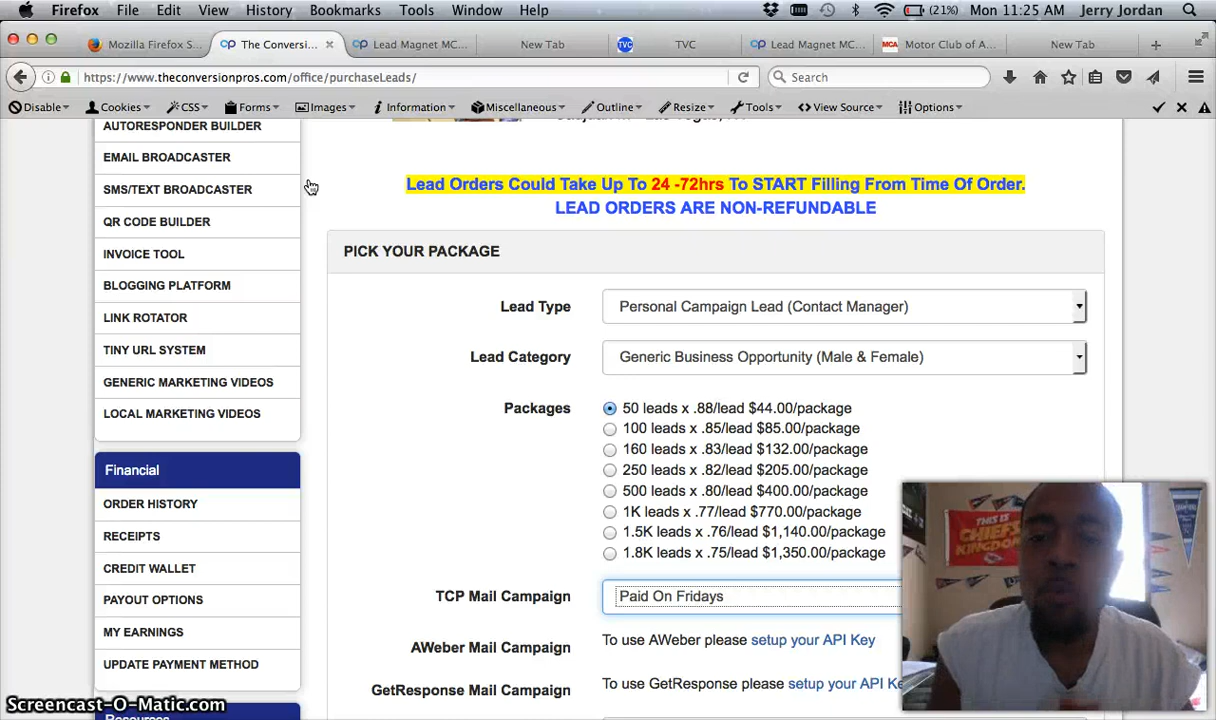 Firefox File Edit View History Bookmarks Tools Window Help (21%) Mon 11:25 AM Jerry Jordan
Mozilla Firefox S... The Conversi... × Lead Magnet MC... New Tab TVC TVC Lead Magnet MC... MCA Motor Club of A... New Tab
https://www.theconversionpros.com/office/purchaseLeads/ Search
Disable Cookies CSS Forms Images Information Miscellaneous Outline Resize Tools View Source Options
AUTORESPONDER BUILDER
EMAIL BROADCASTER
SMS/TEXT BROADCASTER
QR CODE BUILDER
INVOICE TOOL
BLOGGING PLATFORM
LINK ROTATOR
TINY URL SYSTEM
GENERIC MARKETING VIDEOS
LOCAL MARKETING VIDEOS
Financial
ORDER HISTORY
RECEIPTS
CREDIT WALLET
PAYOUT OPTIONS
MY EARNINGS
UPDATE PAYMENT METHOD
Lead Orders Could Take Up To 24 -72hrs To START Filling From Time Of Order.
LEAD ORDERS ARE NON-REFUNDABLE
PICK YOUR PACKAGE
Lead Type Personal Campaign Lead (Contact Manager)
Lead Category Generic Business Opportunity (Male & Female)
Packages 50 leads x .88/lead $44.00/package
100 leads x .85/lead $85.00/package
160 leads x .83/lead $132.00/package
250 leads x .82/lead $205.00/package
500 leads x .80/lead $400.00/package
1K leads x .77/lead $770.00/package
1.5K leads x .76/lead $1,140.00/package
1.8K leads x .75/lead $1,350.00/package
TCP Mail Campaign Paid On Fridays
AWeber Mail Campaign To use AWeber please setup your API Key
GetResponse Mail Campaign To use GetResponse please setup your API
THIS IS
CHIEFS
KINGDOM
Screencast-O-Matic.com